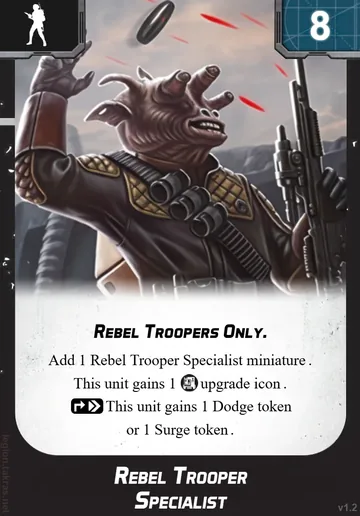 8
REBEL TROOPERS ONLY.
Add 1 Rebel Trooper Specialist miniature.
This unit gains 1 upgrade icon.
This unit gains 1 Dodge token
or 1 Surge token.
REBEL TROOPER
SPECIALIST
v1.2